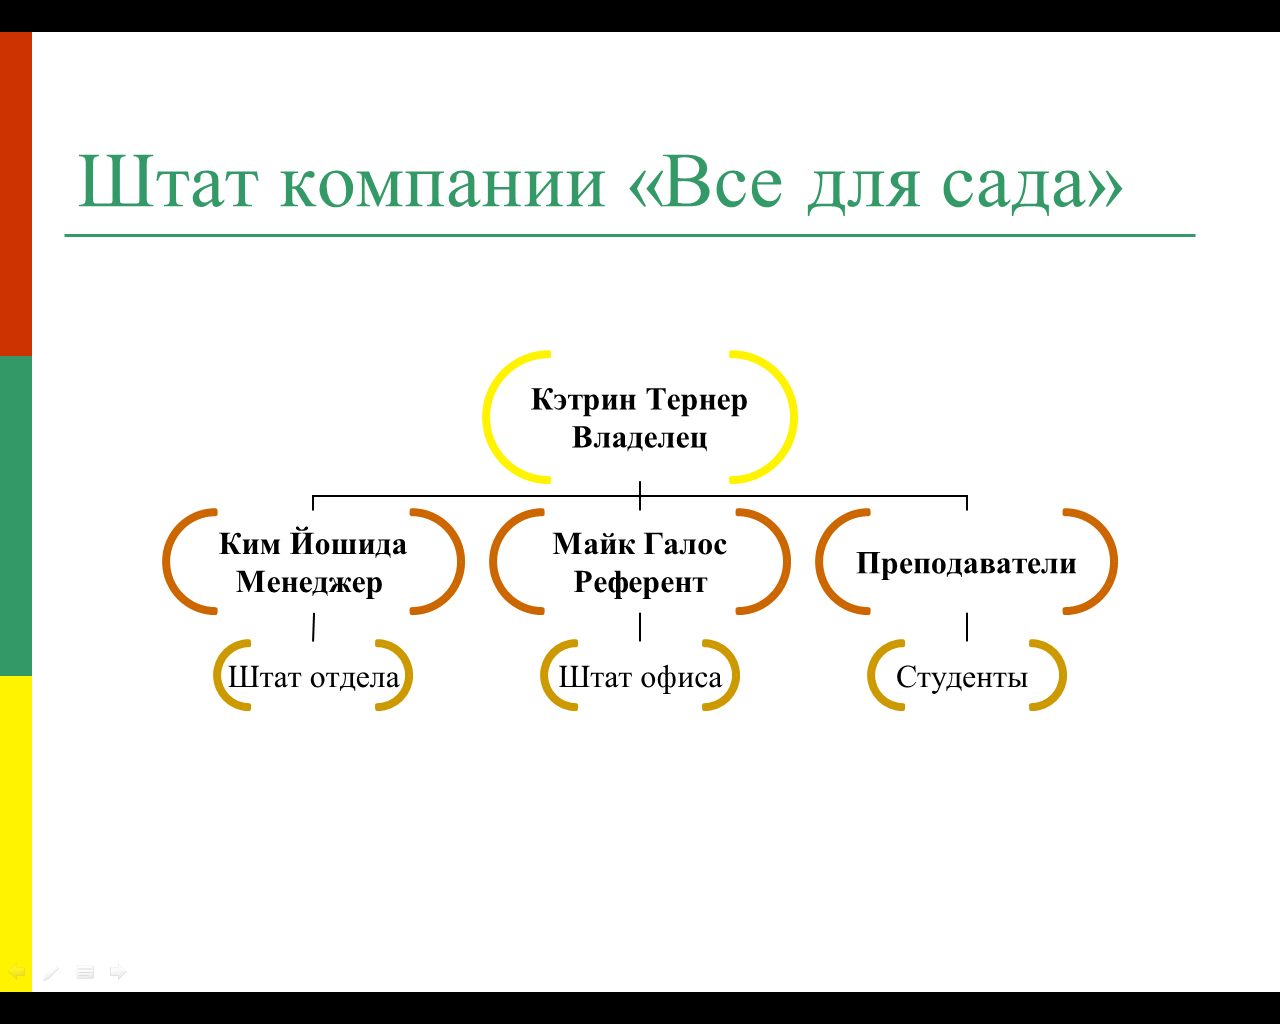 Штат компании «Все для сада»
Кэтрин Тернер
Владелец
Ким Йошида
Менеджер
Майк Галос
Референт
Преподаватели
Штат отдела
Штат офиса
Студенты